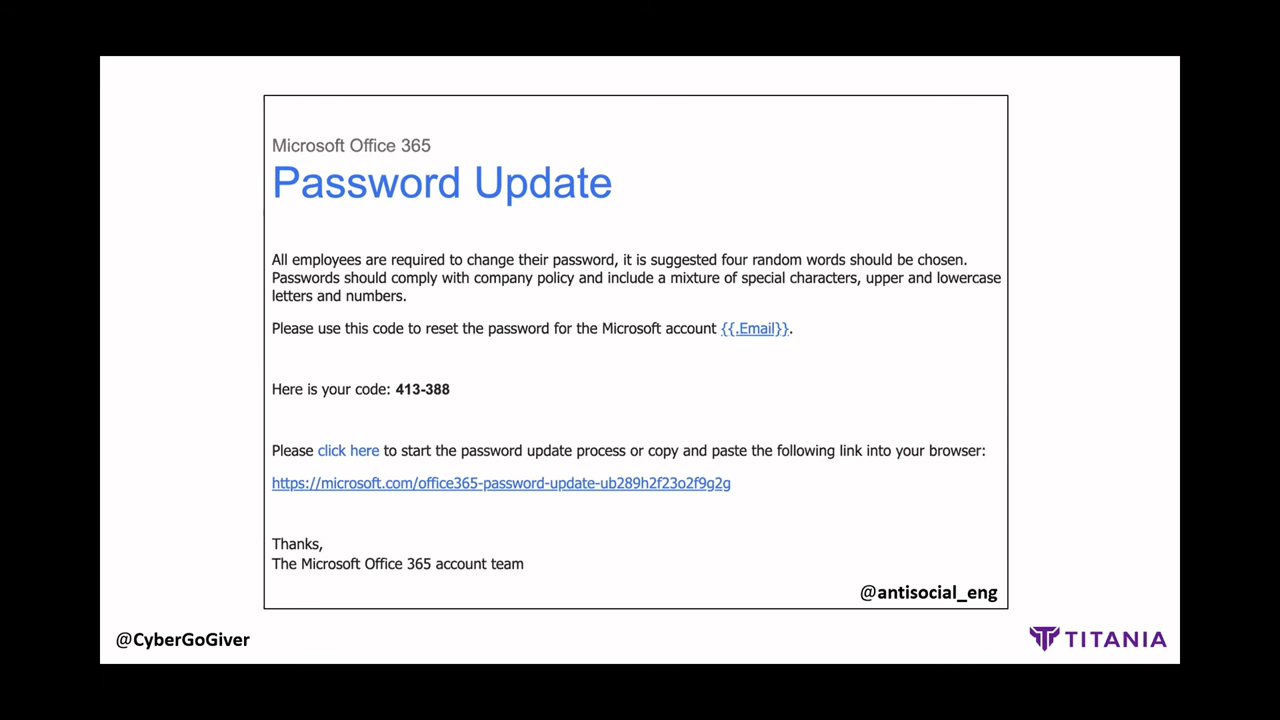 Microsoft Office 365
Password Update
All employees are required to change their password, it is suggested four random words should be chosen.
Passwords should comply with company policy and include a mixture of special characters, upper and lowercase
letters and numbers.
Please use this code to reset the password for the Microsoft account {{.Email}}.
Here is your code: 413-388
Please click here to start the password update process or copy and paste the following link into your browser:
https://microsoft.com/office365-password-update-ub289h2f23o2f9g2g
Thanks,
The Microsoft Office 365 account team
@antisocial_eng
@CyberGoGiver
TITANIA